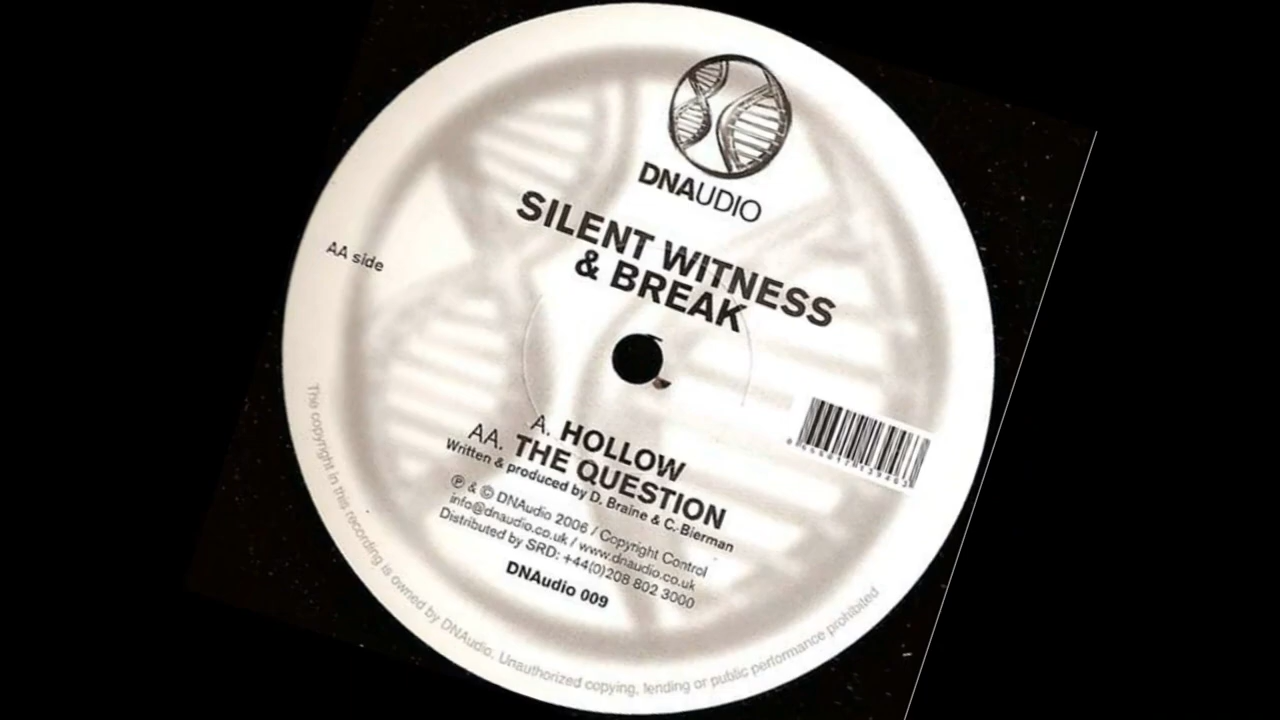 DNAUDIO
SILENT WITNESS
& BREAK
AA side
A. HOLLOW
AA. THE QUESTION
Written & produced by D. Braine & C. Bierman
℗ & © DNAudio 2006 / Copyright Control
info@dnaudio.co.uk / www.dnaudio.co.uk
Distributed by SRD: +44(0)208 802 3000
DNAudio 009
The copyright in this recording is owned by DNAudio. Unauthorized copying, lending or public performance prohibited